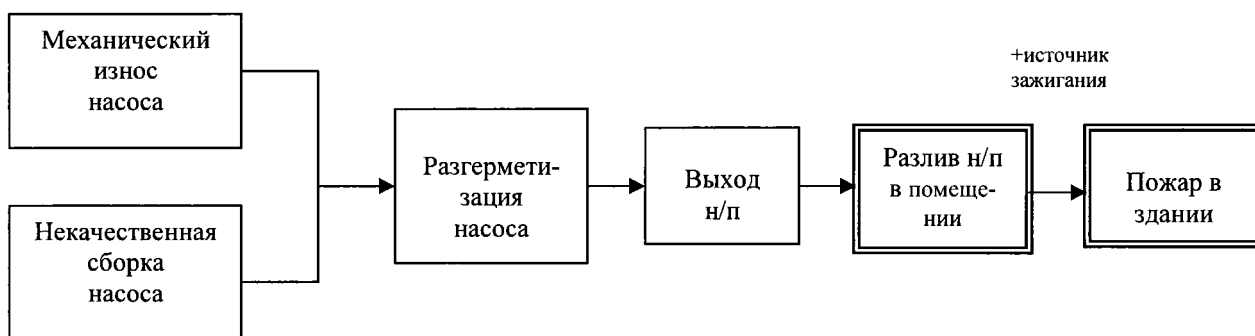 Механический
износ
насоса
Некачественная
сборка
насоса
Разгермети-
зация
насоса
Выход
н/п
Разлив н/п
в помеще-
нии
+источник
зажигания
Пожар в
здании